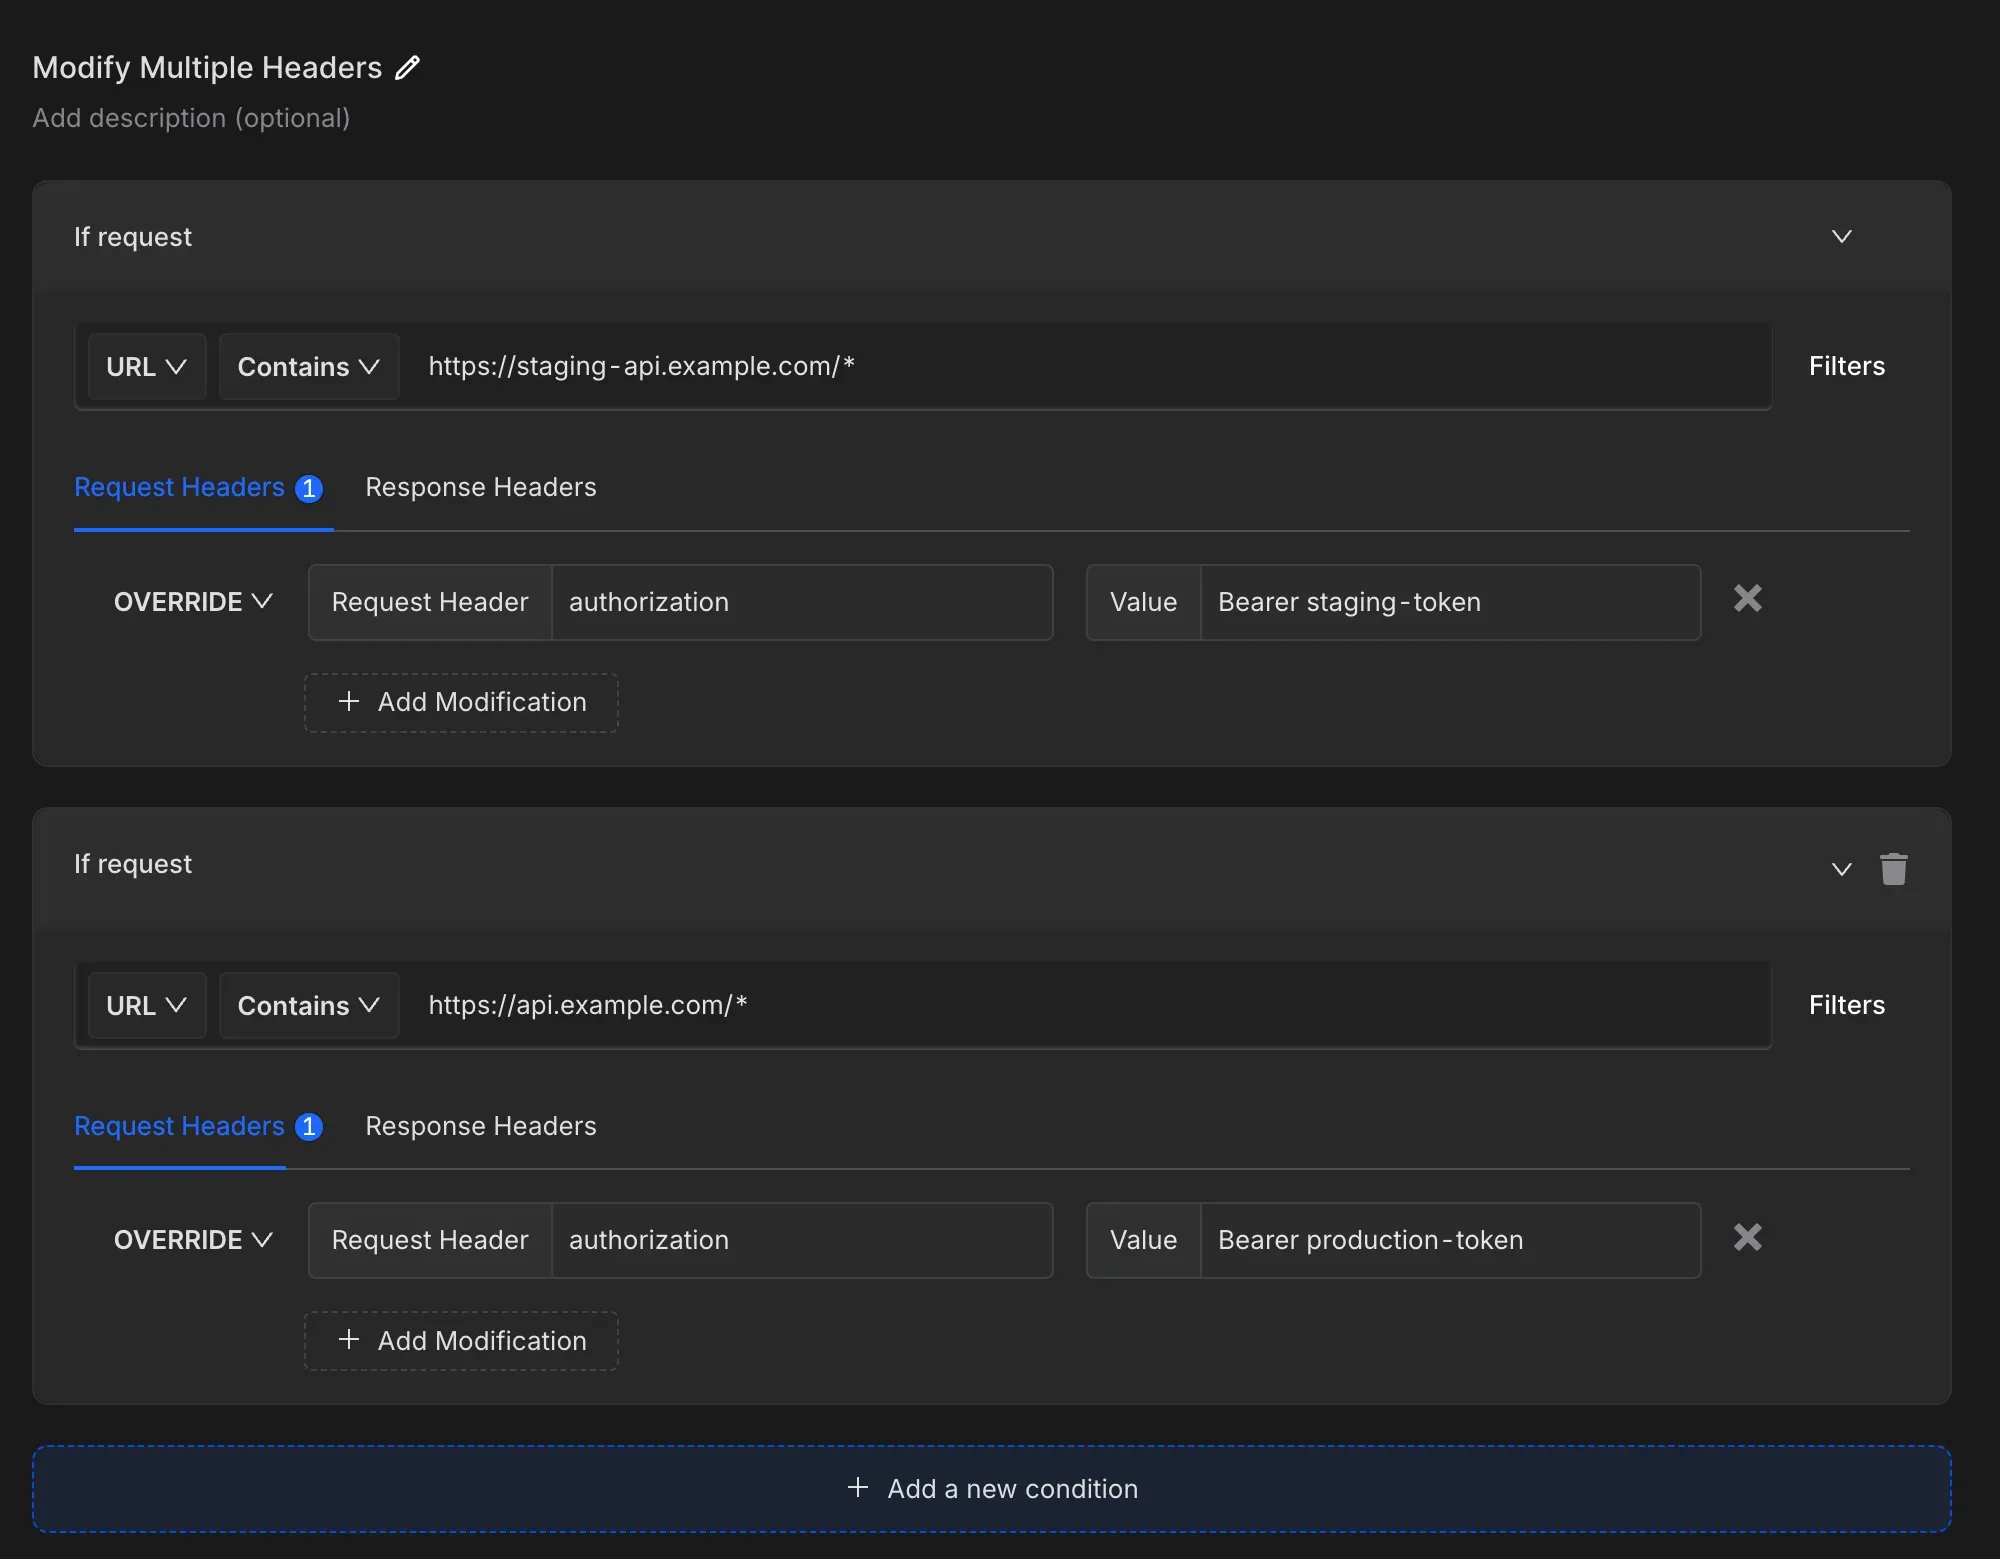 Modify Multiple Headers
Add description (optional)
If request
URL Contains https://staging-api.example.com/* Filters
Request Headers 1 Response Headers
OVERRIDE Request Header authorization Value Bearer staging-token
+ Add Modification
If request
URL Contains https://api.example.com/* Filters
Request Headers 1 Response Headers
OVERRIDE Request Header authorization Value Bearer production-token
+ Add Modification
+ Add a new condition